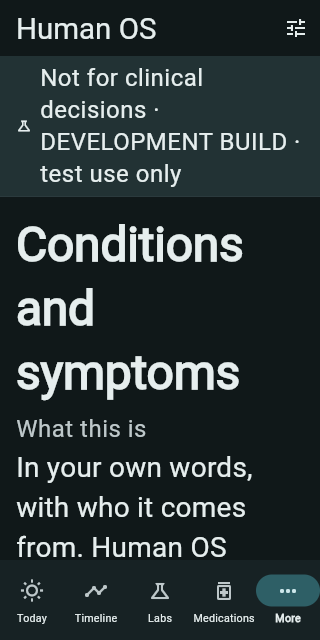 Human OS
Not for clinical
decisions ·
DEVELOPMENT BUILD ·
test use only
Conditions
and
symptoms
What this is
In your own words,
with who it comes
from. Human OS
Today
Timeline
Labs
Medications
More